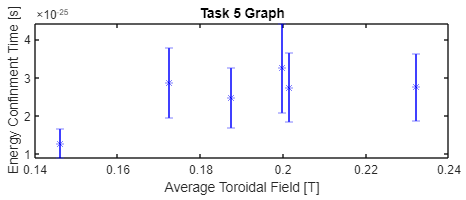 Task 5 Graph
×10⁻²⁵
Energy Confinment Time [s]
4
3
2
1
0.14 0.16 0.18 0.2 0.22 0.24
Average Toroidal Field [T]